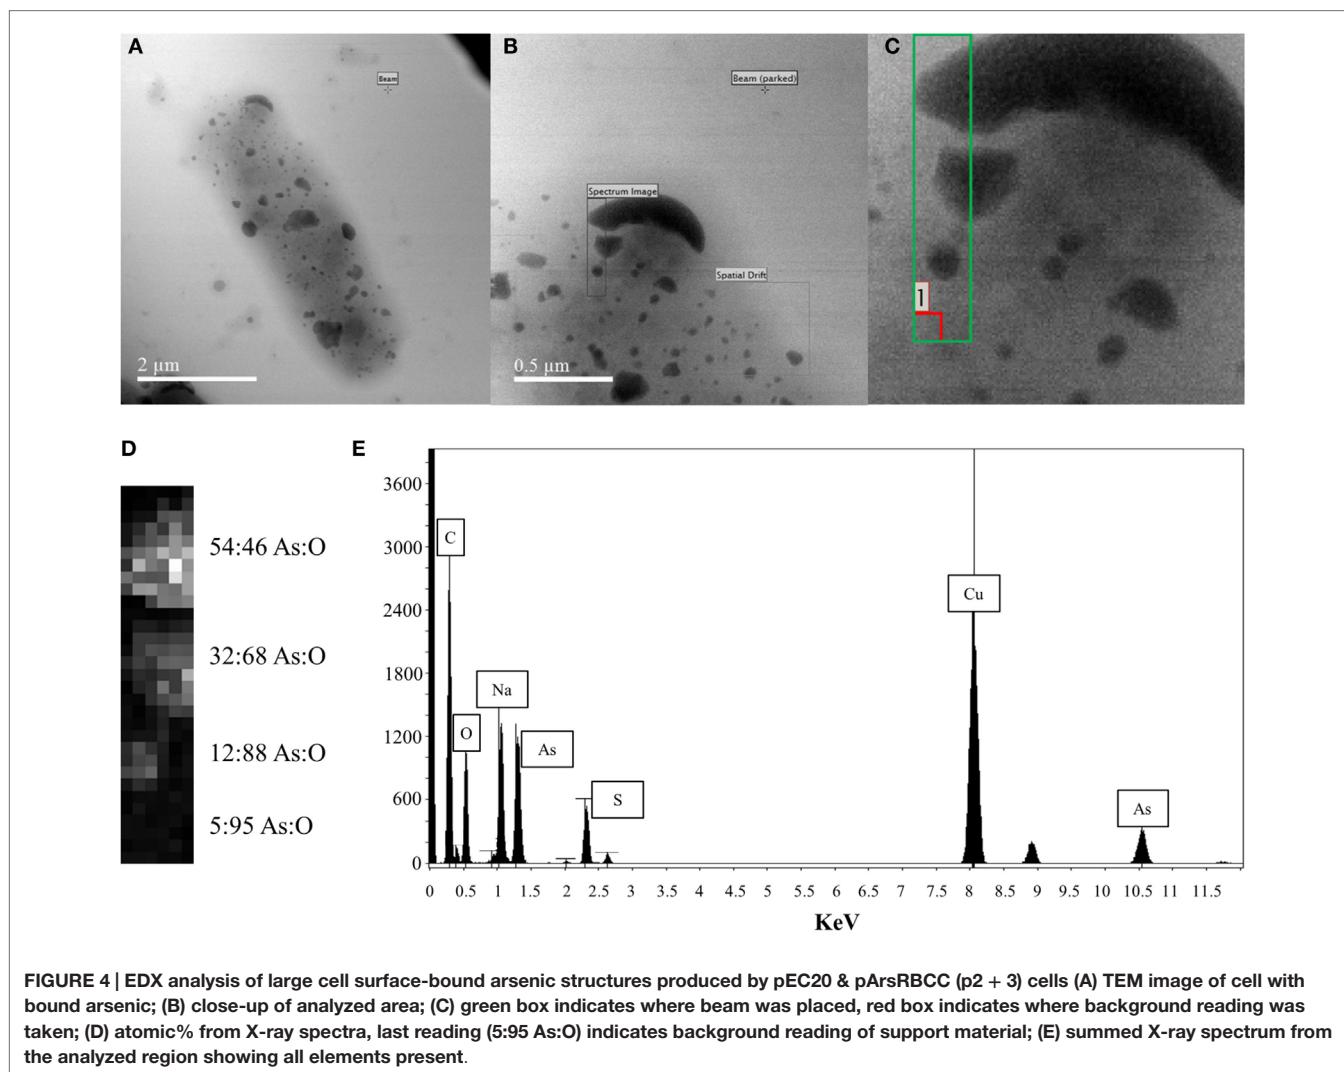 A
B
C
Beam
Beam (parked)
Spectrum Image
Spatial Drift
1
2 µm
0.5 µm
D
E
54:46 As:O
32:68 As:O
12:88 As:O
5:95 As:O
3600
3000
2400
1800
1200
600
0
C
O
Na
As
S
Cu
As
0 0.5 1 1.5 2 2.5 3 3.5 4 4.5 5 5.5 6 6.5 7 7.5 8 8.5 9 9.5 10 10.5 11 11.5
KeV
FIGURE 4 | EDX analysis of large cell surface-bound arsenic structures produced by pEC20 & pArsRBCC (p2 + 3) cells (A) TEM image of cell with
bound arsenic; (B) close-up of analyzed area; (C) green box indicates where beam was placed, red box indicates where background reading was
taken; (D) atomic% from X-ray spectra, last reading (5:95 As:O) indicates background reading of support material; (E) summed X-ray spectrum from
the analyzed region showing all elements present.